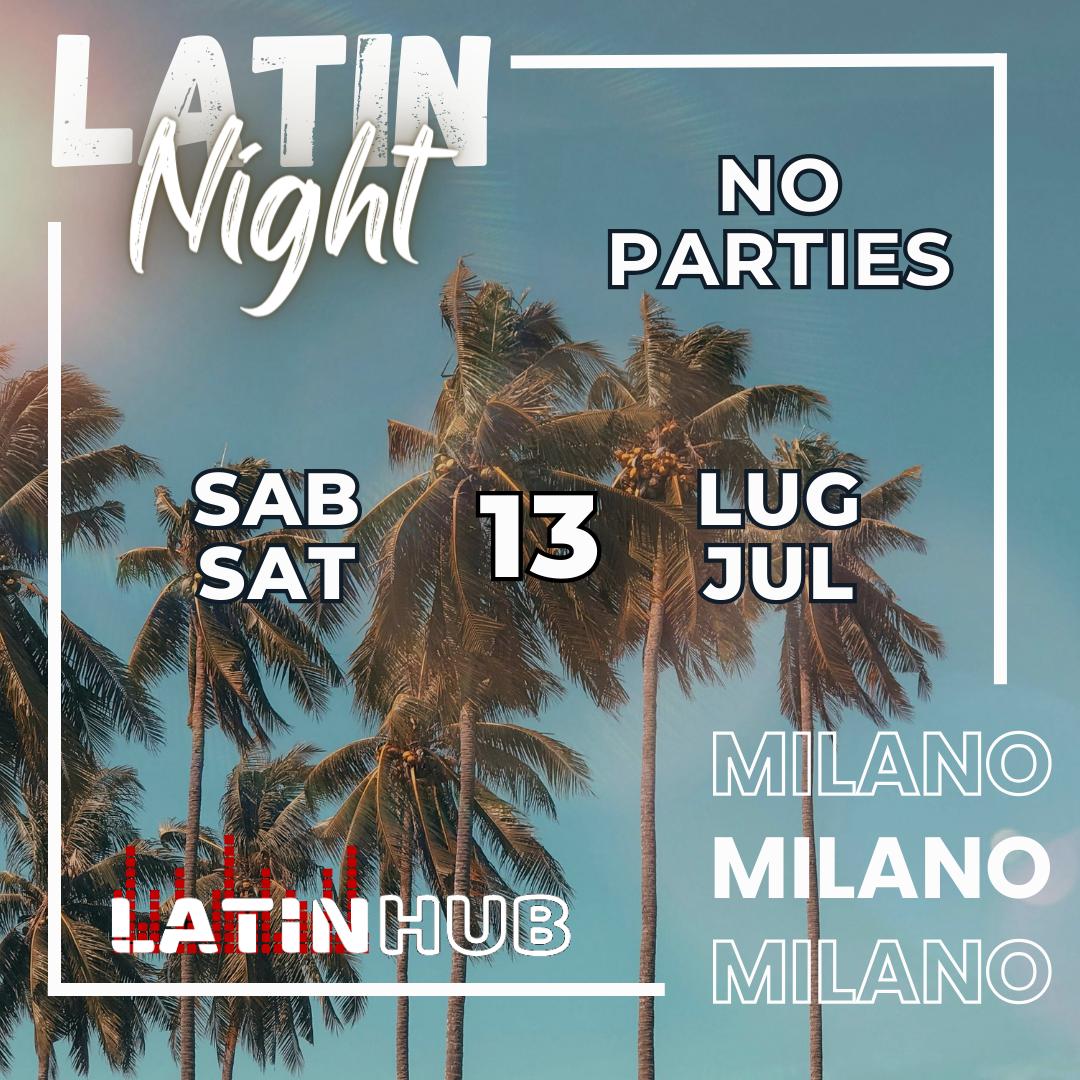 LATIN
Night
NO
PARTIES
SAB
SAT
13
LUG
JUL
MILANO
MILANO
MILANO
LATINHUB